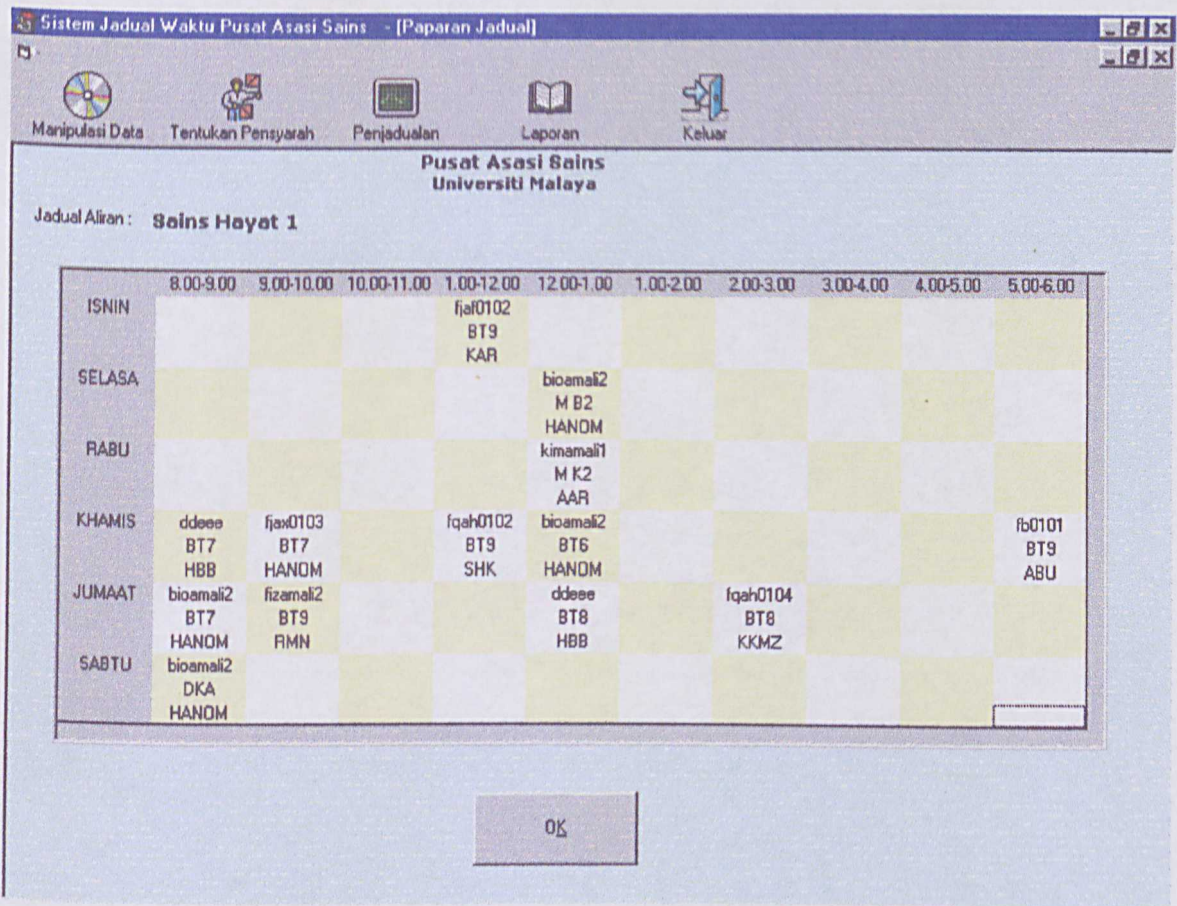 Sistem Jadual Waktu Pusat Asasi Sains - [Paparan Jadual]
Manipulasi Data Tentukan Pensyarah Penjadualan Laporan Keluar
Pusat Asasi Sains
Universiti Malaya
Jadual Aliran : Sains Hayat 1
8.00-9.00 9.00-10.00 10.00-11.00 1.00-12.00 12.00-1.00 1.00-2.00 2.00-3.00 3.00-4.00 4.00-5.00 5.00-6.00
ISNIN fjaf0102
BT9
KAR
SELASA bioamali2
M B2
HANOM
RABU kimamali1
M K2
AAR
KHAMIS ddeee fjax0103 fqah0102 bioamali2 fb0101
BT7 BT7 BT9 BT6 BT9
HBB HANOM SHK HANOM ABU
JUMAAT bioamali2 fizamali2 ddeee fqah0104
BT7 BT9 BT8 BT8
HANOM RMN HBB KKMZ
SABTU bioamali2
DKA
HANOM
OK